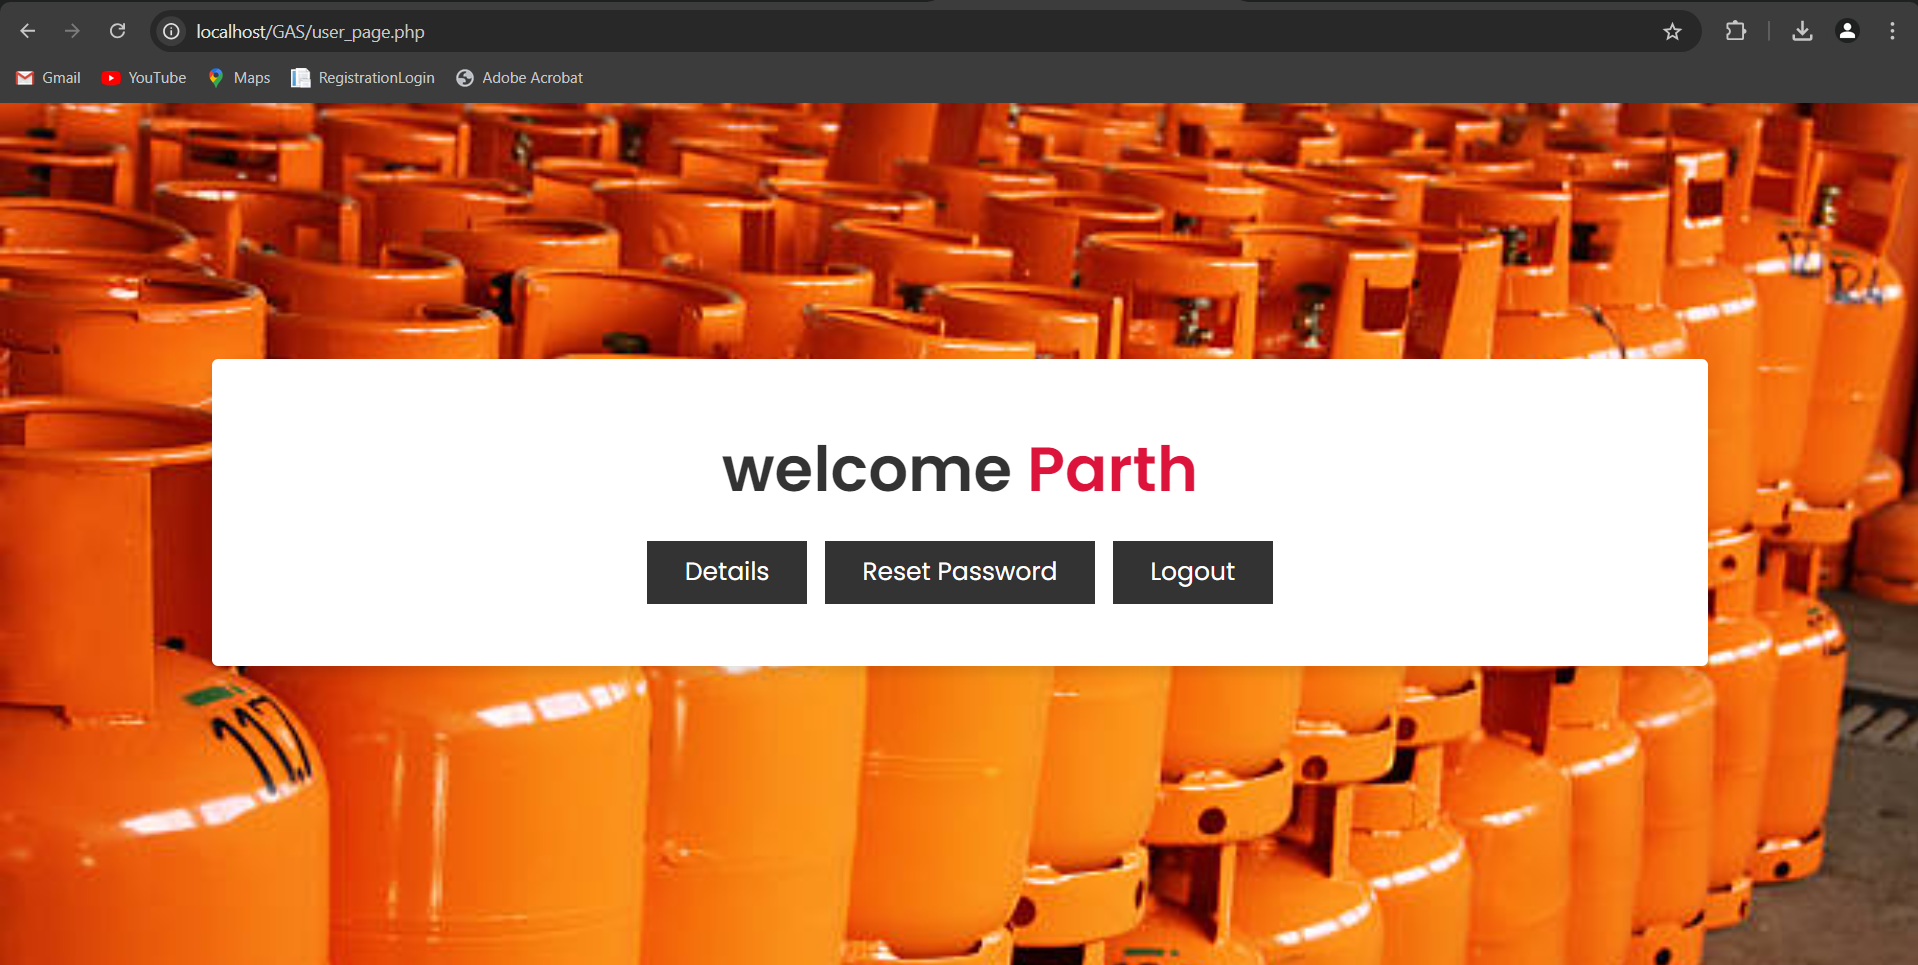 localhost/GAS/user_page.php
Gmail YouTube Maps RegistrationLogin Adobe Acrobat
welcome Parth
Details Reset Password Logout